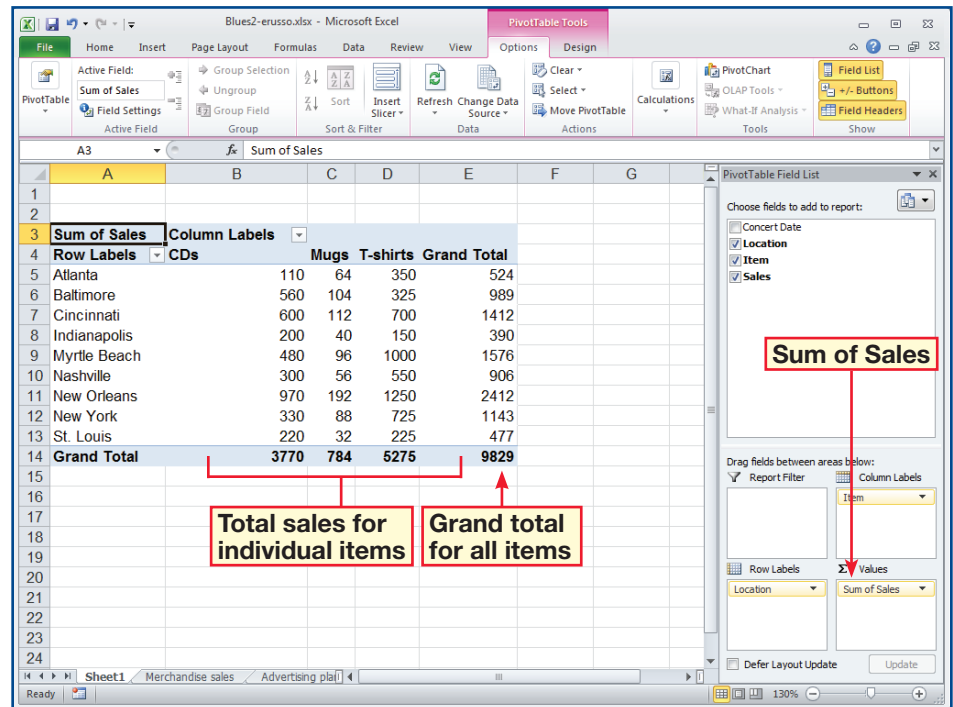 Blues2-erusso.xlsx - Microsoft Excel PivotTable Tools
File Home Insert Page Layout Formulas Data Review View Options Design
PivotTable
Active Field:
Sum of Sales
Field Settings
Active Field
Group Selection
Ungroup
Group Field
Group
Sort
Insert Slicer
Sort & Filter
Refresh
Change Data Source
Data
Clear
Select
Move PivotTable
Actions
Calculations
PivotChart
OLAP Tools
What-If Analysis
Tools
Field List
+/- Buttons
Field Headers
Show
A3 fx Sum of Sales
A B C D E F G
1
2
3 Sum of Sales Column Labels
4 Row Labels CDs Mugs T-shirts Grand Total
5 Atlanta 110 64 350 524
6 Baltimore 560 104 325 989
7 Cincinnati 600 112 700 1412
8 Indianapolis 200 40 150 390
9 Myrtle Beach 480 96 1000 1576
10 Nashville 300 56 550 906
11 New Orleans 970 192 1250 2412
12 New York 330 88 725 1143
13 St. Louis 220 32 225 477
14 Grand Total 3770 784 5275 9829
15
16
17
18
19
20
21
22
23
24
Total sales for
individual items
Grand total
for all items
PivotTable Field List
Choose fields to add to report:
Concert Date
Location
Item
Sales
Sum of Sales
Drag fields between areas below:
Report Filter Column Labels
Item
Row Labels Σ Values
Location Sum of Sales
Defer Layout Update Update
Sheet1 Merchandise sales Advertising
Ready 130%